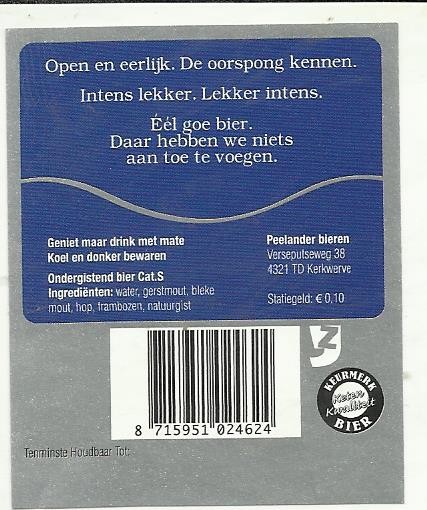 Open en eerlijk. De oorspong kennen.
Intens lekker. Lekker intens.
Éél goe bier.
Daar hebben we niets
aan toe te voegen.
Geniet maar drink met mate
Koel en donker bewaren
Ondergistend bier Cat.S
Ingrediënten: water, gerstmout, bleke
mout, hop, frambozen, natuurgist
Peelander bieren
Verseputseweg 38
4321 TD Kerkwerve
Statiegeld: € 0,10
8 715951 024624
KEURMERK
Keten
Kwaliteit
BIER
Tenminste Houdbaar Tot: